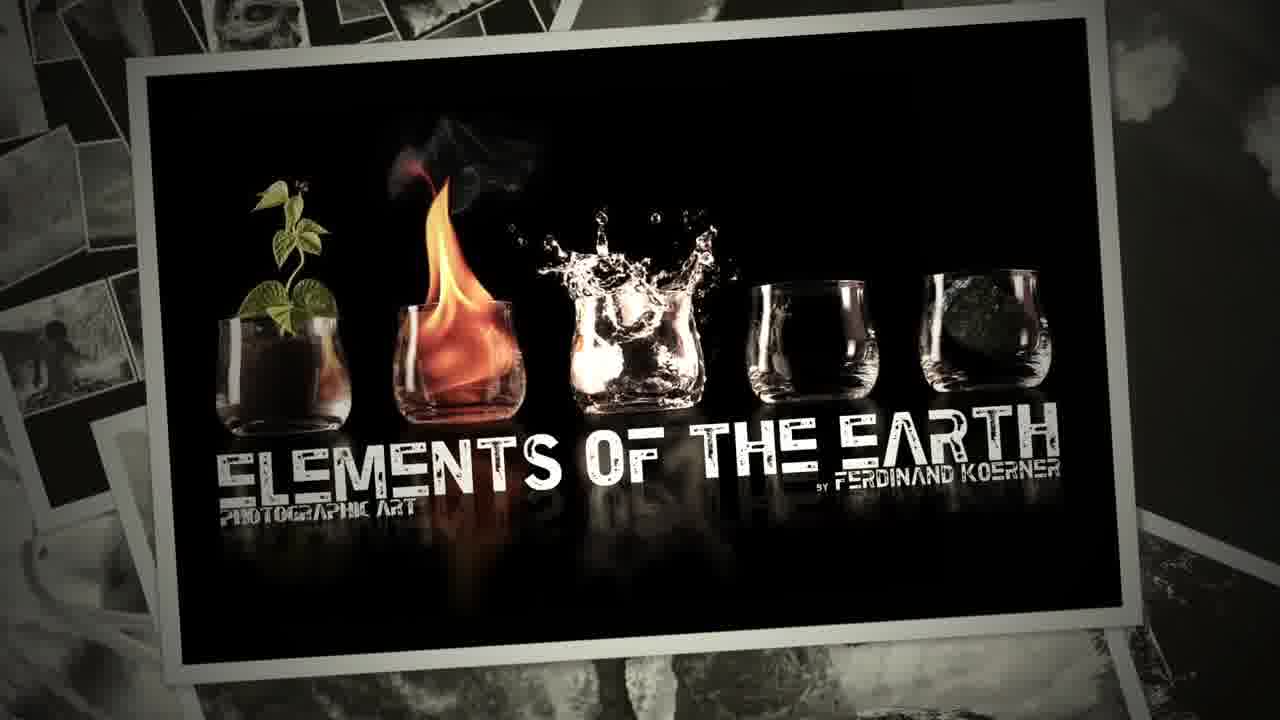 ELEMENTS OF THE EARTH
BY FERDINAND KOERNER
PHOTOGRAPHIC ART